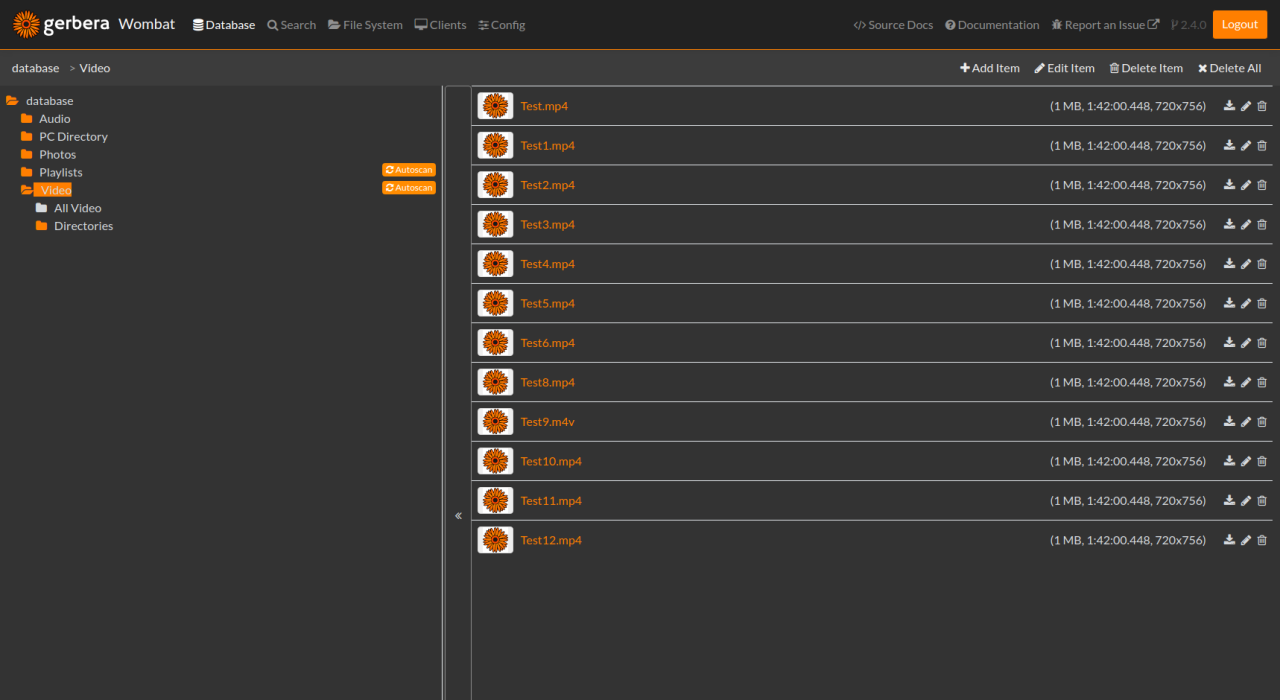 gerbera Wombat Database Search File System Clients Config Source Docs Documentation Report an Issue 2.4.0 Logout
database > Video Add Item Edit Item Delete Item Delete All
database
Audio
PC Directory
Photos
Playlists Autoscan
Video Autoscan
All Video
Directories
Test.mp4 (1 MB, 1:42:00.448, 720x756)
Test1.mp4 (1 MB, 1:42:00.448, 720x756)
Test2.mp4 (1 MB, 1:42:00.448, 720x756)
Test3.mp4 (1 MB, 1:42:00.448, 720x756)
Test4.mp4 (1 MB, 1:42:00.448, 720x756)
Test5.mp4 (1 MB, 1:42:00.448, 720x756)
Test6.mp4 (1 MB, 1:42:00.448, 720x756)
Test8.mp4 (1 MB, 1:42:00.448, 720x756)
Test9.m4v (1 MB, 1:42:00.448, 720x756)
Test10.mp4 (1 MB, 1:42:00.448, 720x756)
Test11.mp4 (1 MB, 1:42:00.448, 720x756)
Test12.mp4 (1 MB, 1:42:00.448, 720x756)